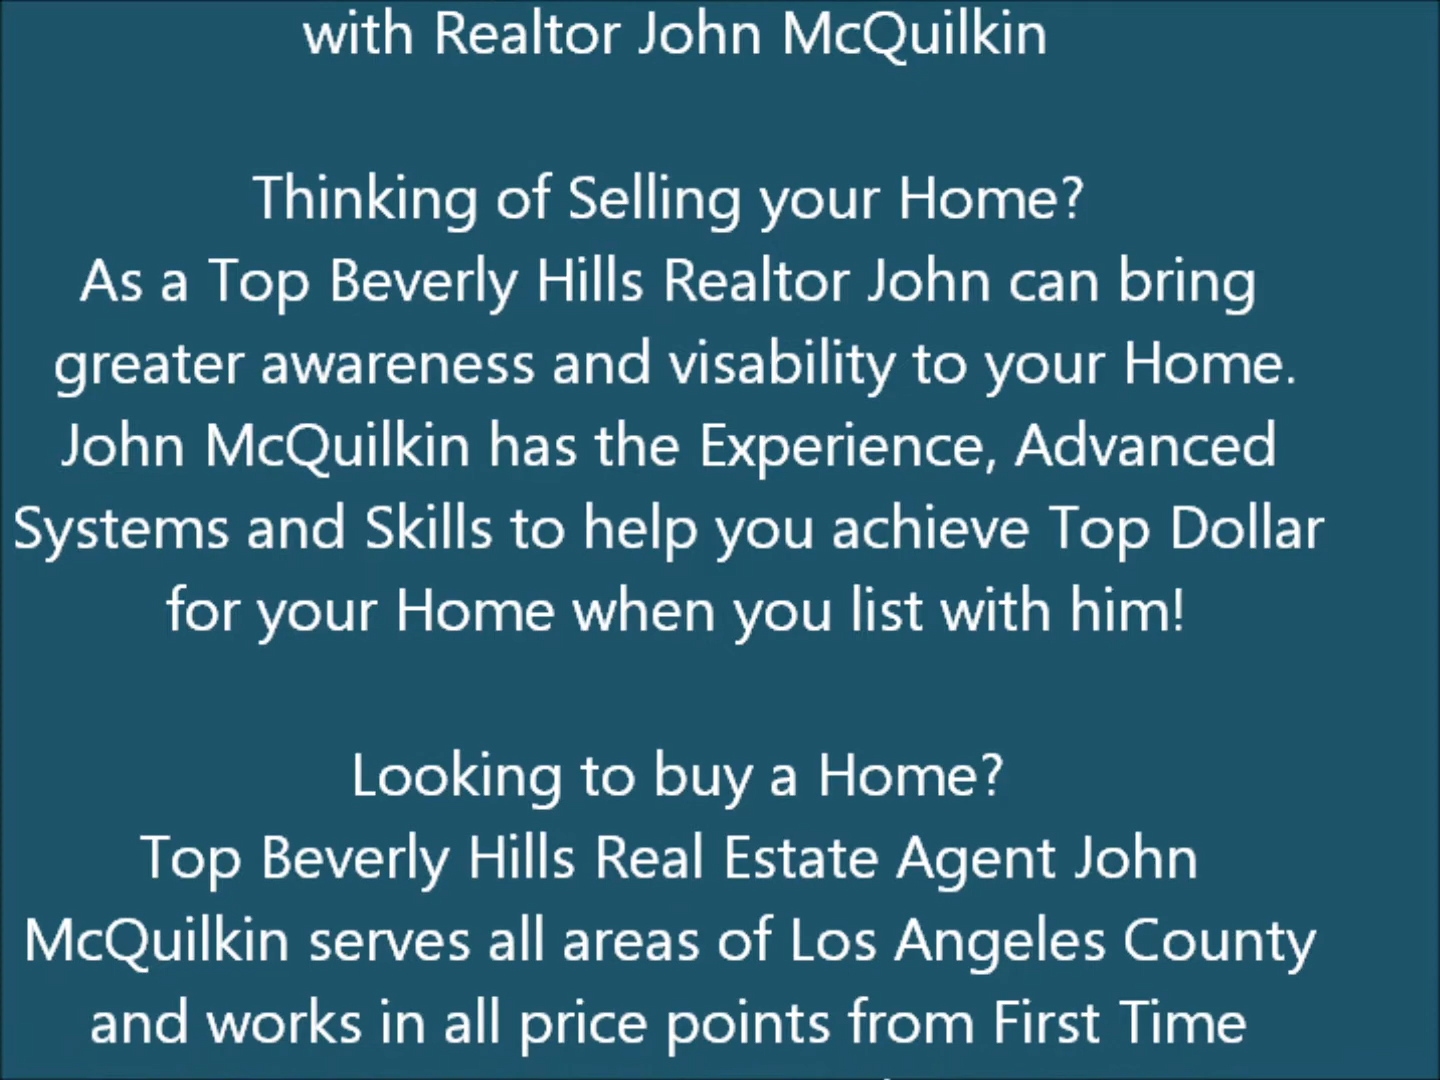 with Realtor John McQuilkin
Thinking of Selling your Home?
As a Top Beverly Hills Realtor John can bring
greater awareness and visability to your Home.
John McQuilkin has the Experience, Advanced
Systems and Skills to help you achieve Top Dollar
for your Home when you list with him!
Looking to buy a Home?
Top Beverly Hills Real Estate Agent John
McQuilkin serves all areas of Los Angeles County
and works in all price points from First Time